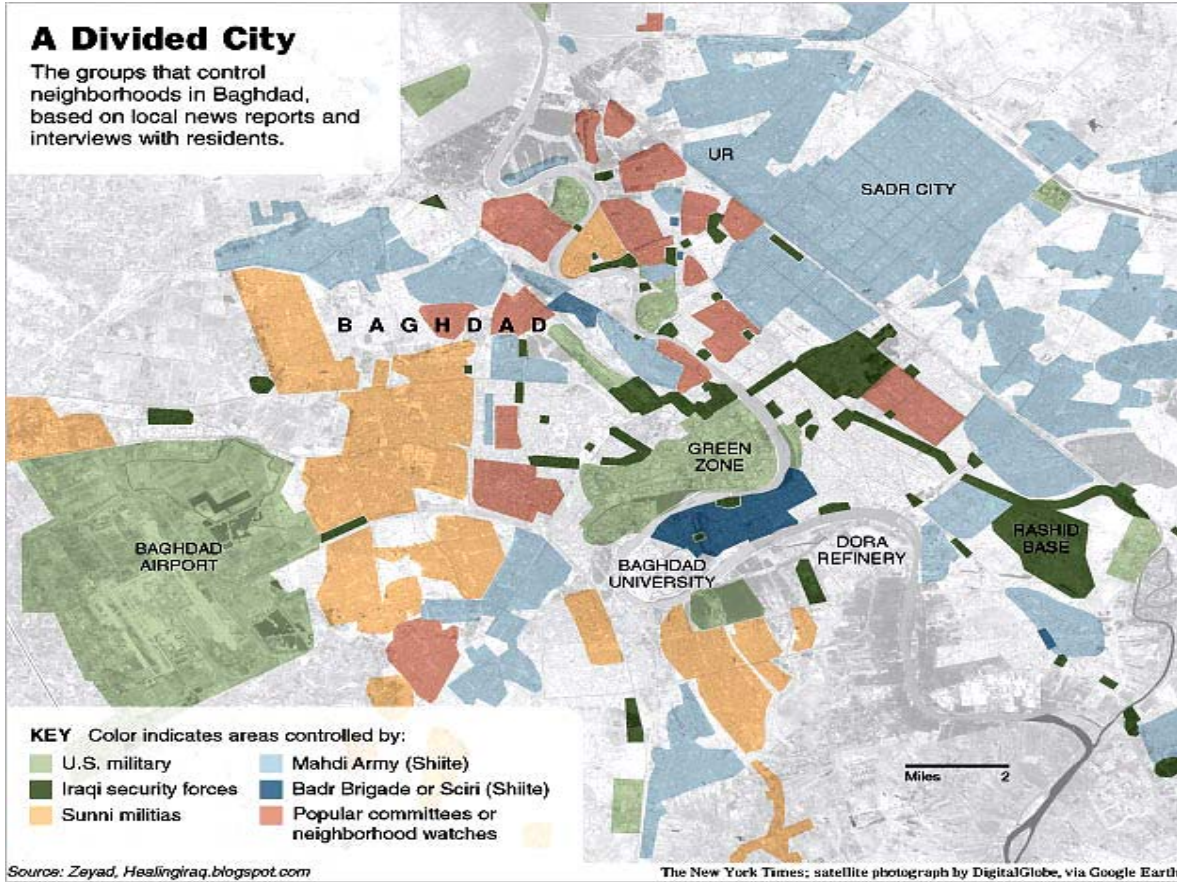 A Divided City
The groups that control
neighborhoods in Baghdad,
based on local news reports and
interviews with residents.
UR
SADR CITY
BAGHDAD
GREEN
ZONE
BAGHDAD
AIRPORT
BAGHDAD
UNIVERSITY
DORA
REFINERY
RASHID
BASE
KEY Color indicates areas controlled by:
U.S. military
Iraqi security forces
Sunni militias
Mahdi Army (Shiite)
Badr Brigade or Sciri (Shiite)
Popular committees or
neighborhood watches
Miles 2
Source: Zeyad, Healingiraq.blogspot.com
The New York Times; satellite photograph by DigitalGlobe, via Google Earth